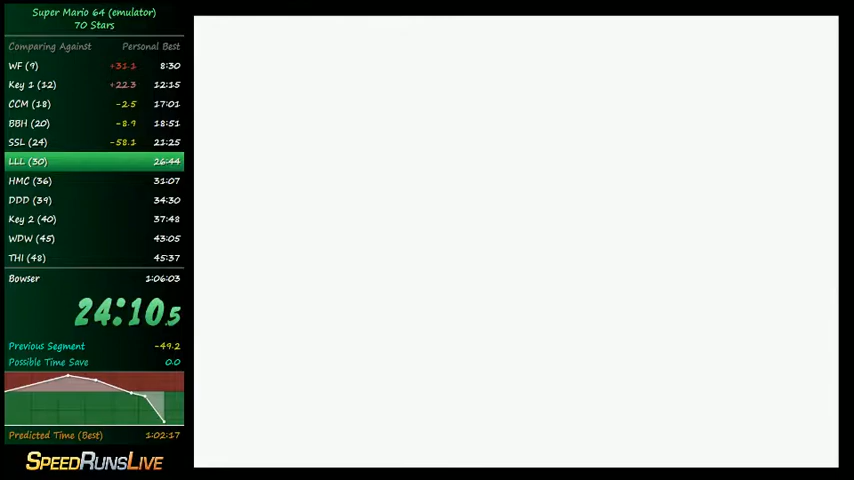 Super Mario 64 (emulator)
70 Stars
Comparing Against Personal Best
WF (9) +31.1 8:30
Key 1 (12) +22.3 12:15
CCM (18) -2.5 17:01
BBH (20) -8.9 18:51
SSL (24) -58.1 21:25
LLL (30) 26:44
HMC (36) 31:07
DDD (39) 34:30
Key 2 (40) 37:48
WDW (45) 43:05
THI (48) 45:37
Bowser 1:06:03
24:10.5
Previous Segment -49.2
Possible Time Save 0.0
Predicted Time (Best) 1:02:17
SPEEDRUNSLIVE